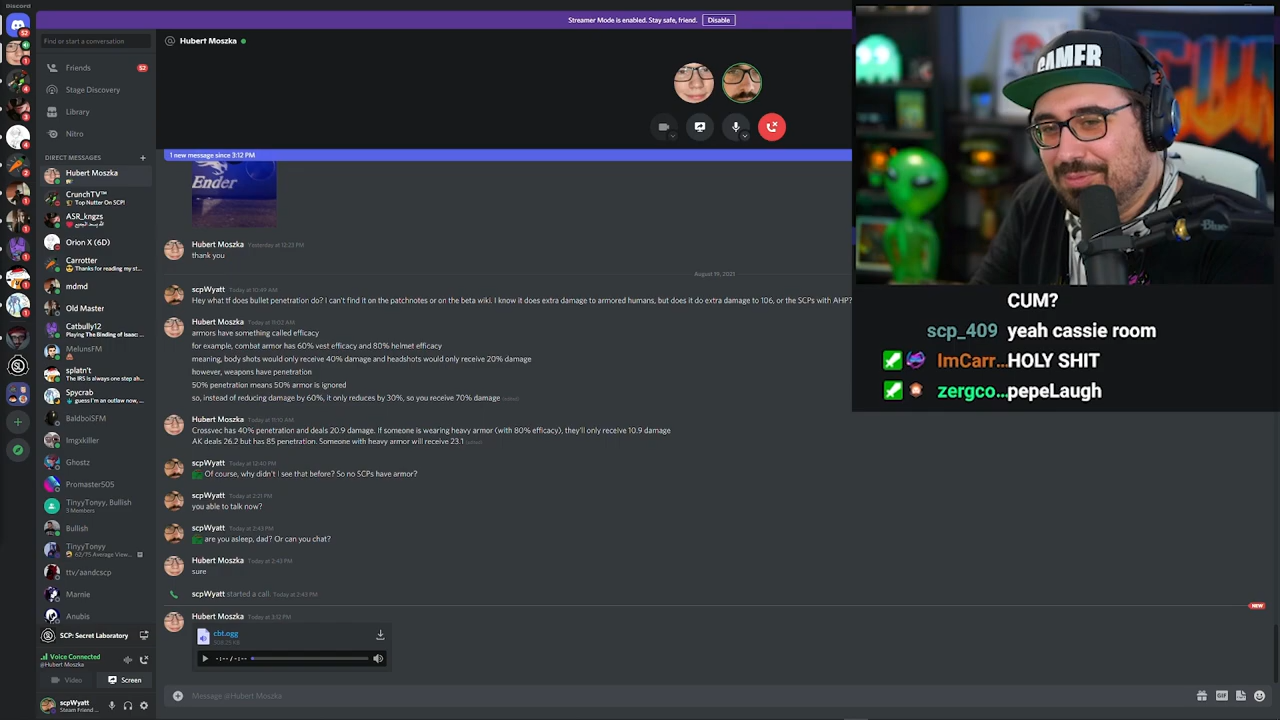 Discord
Streamer Mode is enabled. Stay safe, friend.
Disable
Find or start a conversation
Hubert Moszka
Friends
52
Stage Discovery
Library
Nitro
DIRECT MESSAGES
1 new message since 3:12 PM
Hubert Moszka
CrunchTV™
Top Nutter On SCP!
ASR_kngzs
Orion X (6D)
Carrotter
Thanks for reading my st...
mdmd
Old Master
Catbully12
Playing The Binding of Isaac:
MelunsFM
splatn't
The IRS is always one step ah...
Spycrab
guess I'm an outlaw now,...
BaldboiSFM
Imgxkiller
Ghostz
Promaster505
TinyyTonyy, Bullish
3 Members
Bullish
TinyyTonyy
62/75 Average View...
ttv/aandcscp
Marnie
Anubis
SCP: Secret Laboratory
Voice Connected
@Hubert Moszka
Video
Screen
scpWyatt
Steam Friend ...
Ender
Hubert Moszka Yesterday at 12:23 PM
thank you
August 19, 2021
scpWyatt Today at 10:49 AM
Hey what tf does bullet penetration do? I can't find it on the patchnotes or on the beta wiki. I know it does extra damage to armored humans, but does it do extra damage to 106, or the SCPs with AHP?
Hubert Moszka Today at 11:02 AM
armors have something called efficacy
for example, combat armor has 60% vest efficacy and 80% helmet efficacy
meaning, body shots would only receive 40% damage and headshots would only receive 20% damage
however, weapons have penetration
50% penetration means 50% armor is ignored
so, instead of reducing damage by 60%, it only reduces by 30%, so you receive 70% damage (edited)
Hubert Moszka Today at 11:10 AM
Crossvec has 40% penetration and deals 20.9 damage. If someone is wearing heavy armor (with 80% efficacy), they'll only receive 10.9 damage
AK deals 26.2 but has 85 penetration. Someone with heavy armor will receive 23.1 (edited)
scpWyatt Today at 12:40 PM
Of course, why didn't I see that before? So no SCPs have armor?
scpWyatt Today at 2:21 PM
you able to talk now?
scpWyatt Today at 2:43 PM
are you asleep, dad? Or can you chat?
Hubert Moszka Today at 2:43 PM
sure
scpWyatt started a call. Today at 2:43 PM
NEW
Hubert Moszka Today at 3:12 PM
cbt.ogg
-:--/-:--
Message @Hubert Moszka
GIF
GAMER
Blue
CUM?
scp_409 yeah cassie room
ImCarr...HOLY SHIT
zergco...pepeLaugh